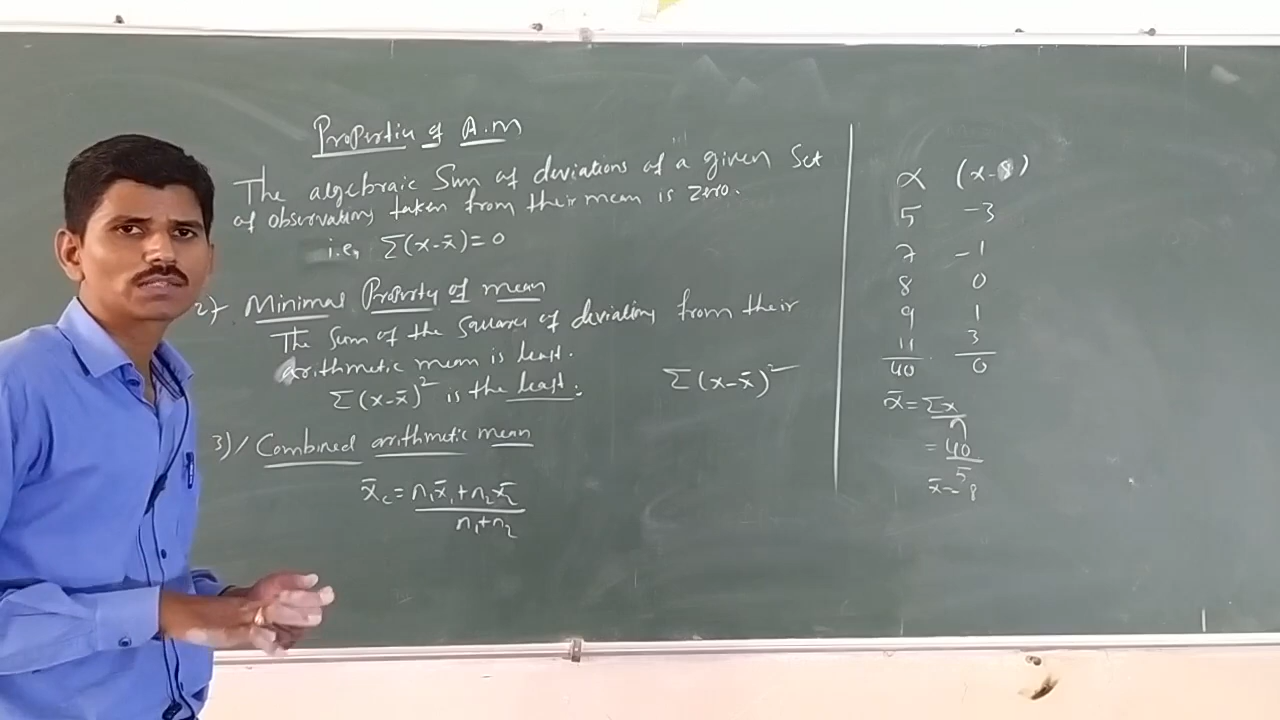 Properties of A.M
The algebraic Sum of deviations of a given Set
of observations taken from their mean is zero.
i.e, Σ(x-x̄)=0
2) Minimal Property of mean
The Sum of the Squares of deviations from their
arithmetic mean is least.
Σ(x-x̄)² is the least.
Σ(x-x̄)²
3) Combined arithmetic mean
x̄c = n₁x̄₁+n₂x̄₂
n₁+n₂
x (x-8)
5 -3
7 -1
8 0
9 1
11 3
40 0
x̄ = Σx
n
= 40
5
x̄ = 8